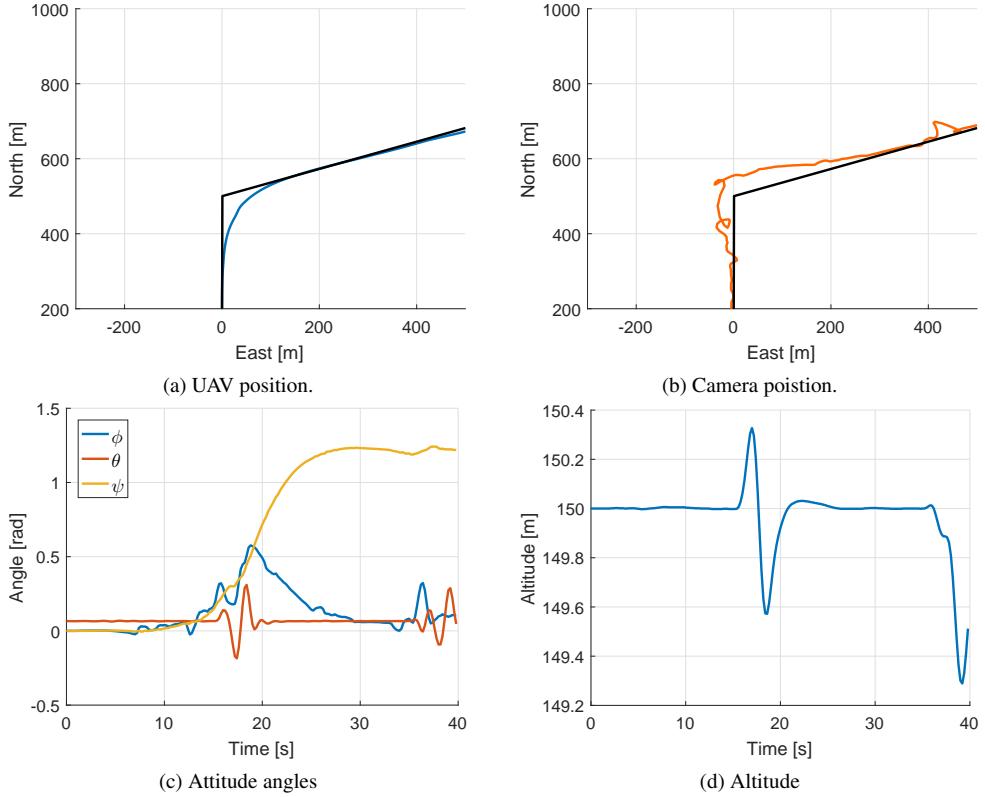 1000
800
600
400
200
North [m]
-200
0
200
400
East [m]
(a) UAV position.
1000
800
600
400
200
North [m]
-200
0
200
400
East [m]
(b) Camera poistion.
1.5
1
0.5
0
-0.5
Angle [rad]
ϕ
θ
ψ
0
10
20
30
40
Time [s]
(c) Attitude angles
150.4
150.2
150
149.8
149.6
149.4
149.2
Altitude [m]
0
10
20
30
40
Time [s]
(d) Altitude